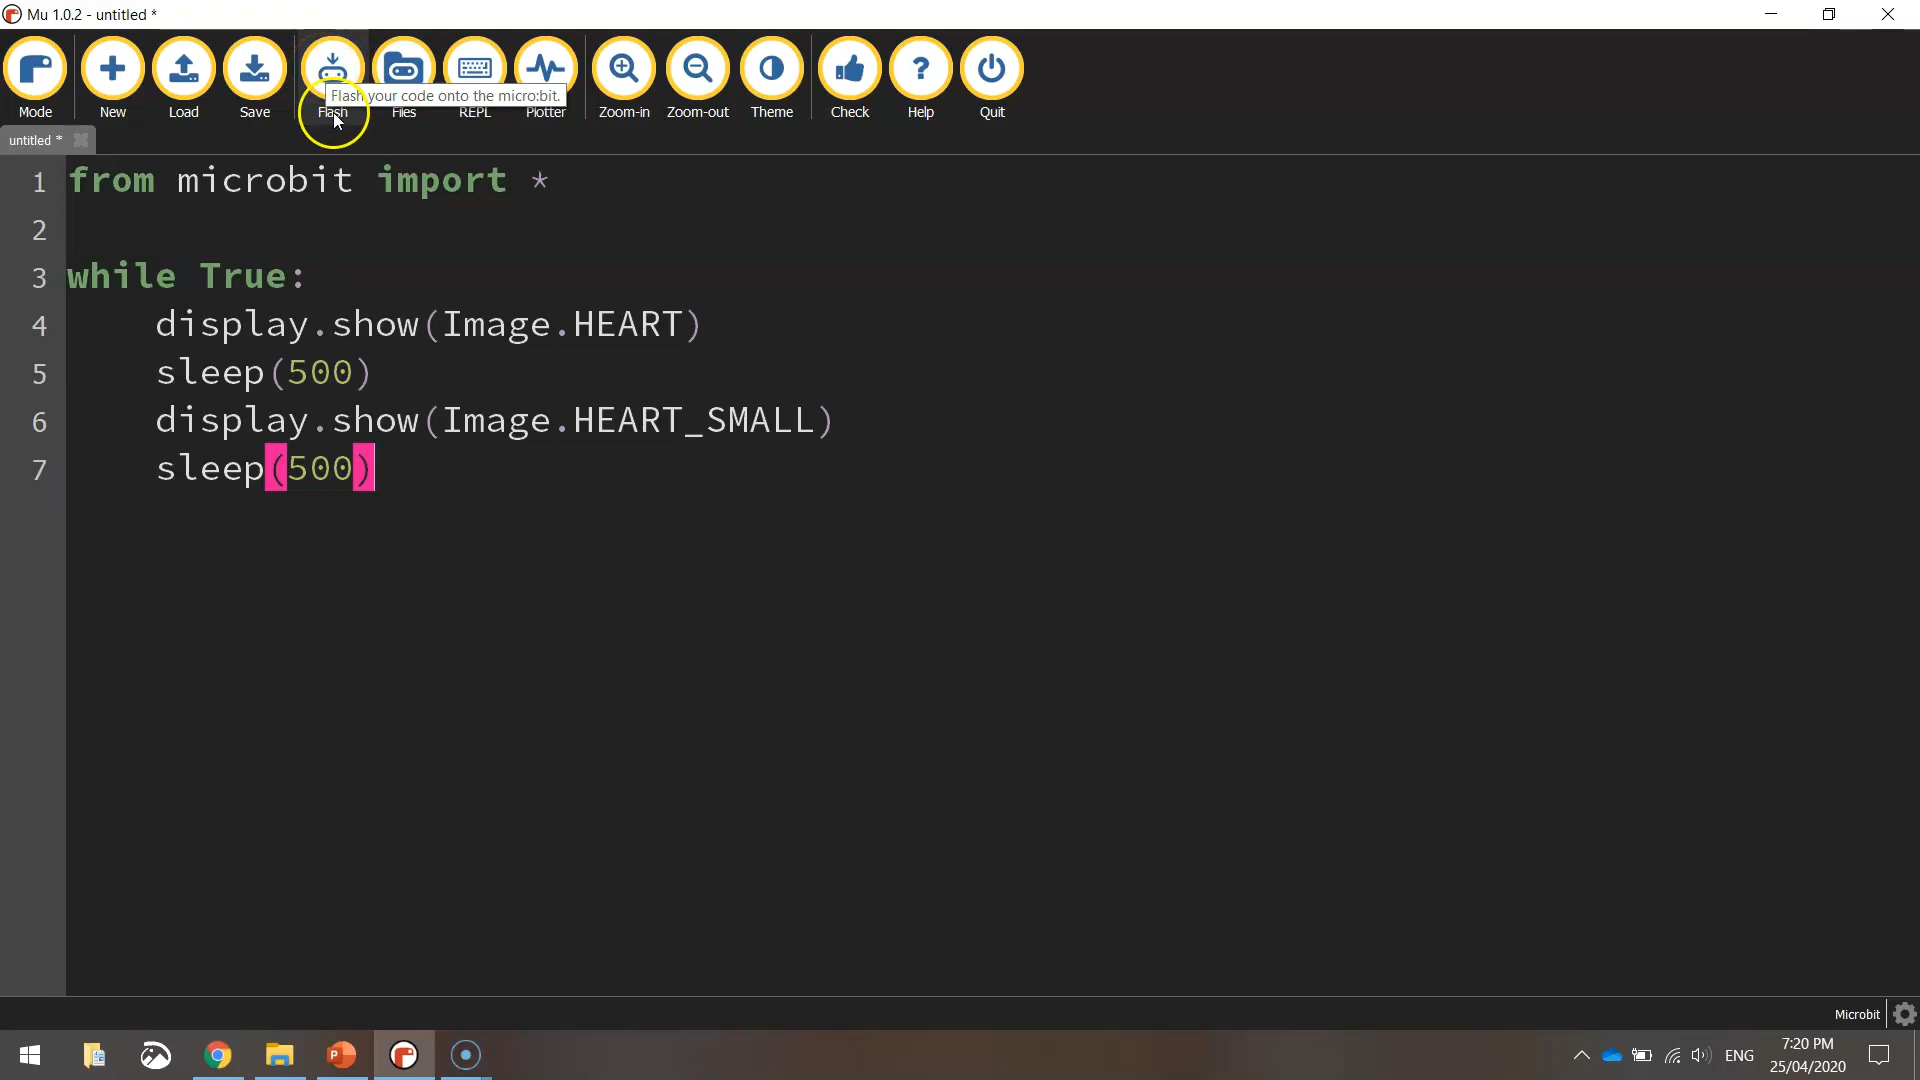 Mu 1.0.2 - untitled *
Flash your code onto the micro:bit.
Mode New Load Save Flash Files REPL Plotter Zoom-in Zoom-out Theme Check Help Quit
untitled *
1 from microbit import *
2
3 while True:
4 display.show(Image.HEART)
5 sleep(500)
6 display.show(Image.HEART_SMALL)
7 sleep(500)
Microbit
ENG
7:20 PM
25/04/2020